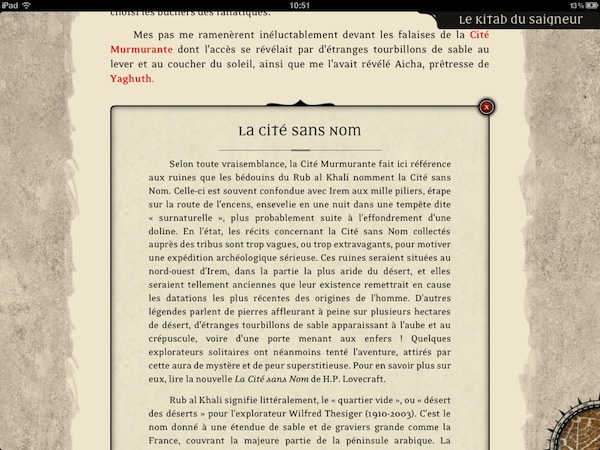 iPad
10:51
13 %
Le Kitab du Saigneur
choisi les bûchers des fanatiques.
Mes pas me ramenèrent inéluctablement devant les falaises de la Cité
Murmurante dont l'accès se révélait par d'étranges tourbillons de sable au
lever et au coucher du soleil, ainsi que me l'avait révélé Aicha, prêtresse de
Yaghuth.
x
La Cité sans Nom
Selon toute vraisemblance, la Cité Murmurante fait ici référence
aux ruines que les bédouins du Rub al Khali nomment la Cité sans
Nom. Celle-ci est souvent confondue avec Irem aux mille piliers, étape
sur la route de l'encens, ensevelie en une nuit dans une tempête dite
« surnaturelle », plus probablement suite à l'effondrement d'une
doline. En l'état, les récits concernant la Cité sans Nom collectés
auprès des tribus sont trop vagues, ou trop extravagants, pour motiver
une expédition archéologique sérieuse. Ces ruines seraient situées au
nord-ouest d'Irem, dans la partie la plus aride du désert, et elles
seraient tellement anciennes que leur existence remettrait en cause
les datations les plus récentes des origines de l'homme. D'autres
légendes parlent de pierres affleurant à peine sur plusieurs hectares
de désert, d'étranges tourbillons de sable apparaissant à l'aube et au
crépuscule, voire d'une porte menant aux enfers ! Quelques
explorateurs solitaires ont néanmoins tenté l'aventure, attirés par
cette aura de mystère et de peur superstitieuse. Pour en savoir plus sur
eux, lire la nouvelle La Cité sans Nom de H.P. Lovecraft.
Rub al Khali signifie littéralement, le « quartier vide », ou « désert
des déserts » pour l'explorateur Wilfred Thesiger (1910-2003). C'est le
nom donné à une étendue de sable et de graviers grande comme la
France, couvrant la majeure partie de la péninsule arabique. La